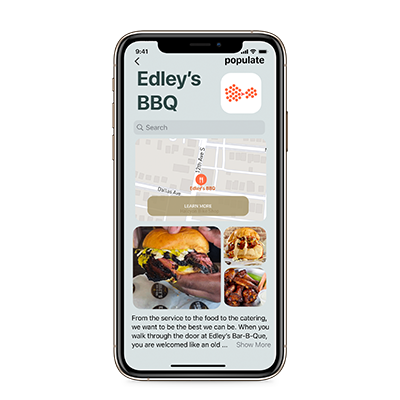 9:41
populate
Edley's
BBQ
Search
12th Ave S
Edley's BBQ
Dallas Ave
LEARN MORE
From the service to the food to the catering,
we want to be the best we can be. When you
walk through the door at Edley's Bar-B-Que,
you are welcomed like an old ... Show More